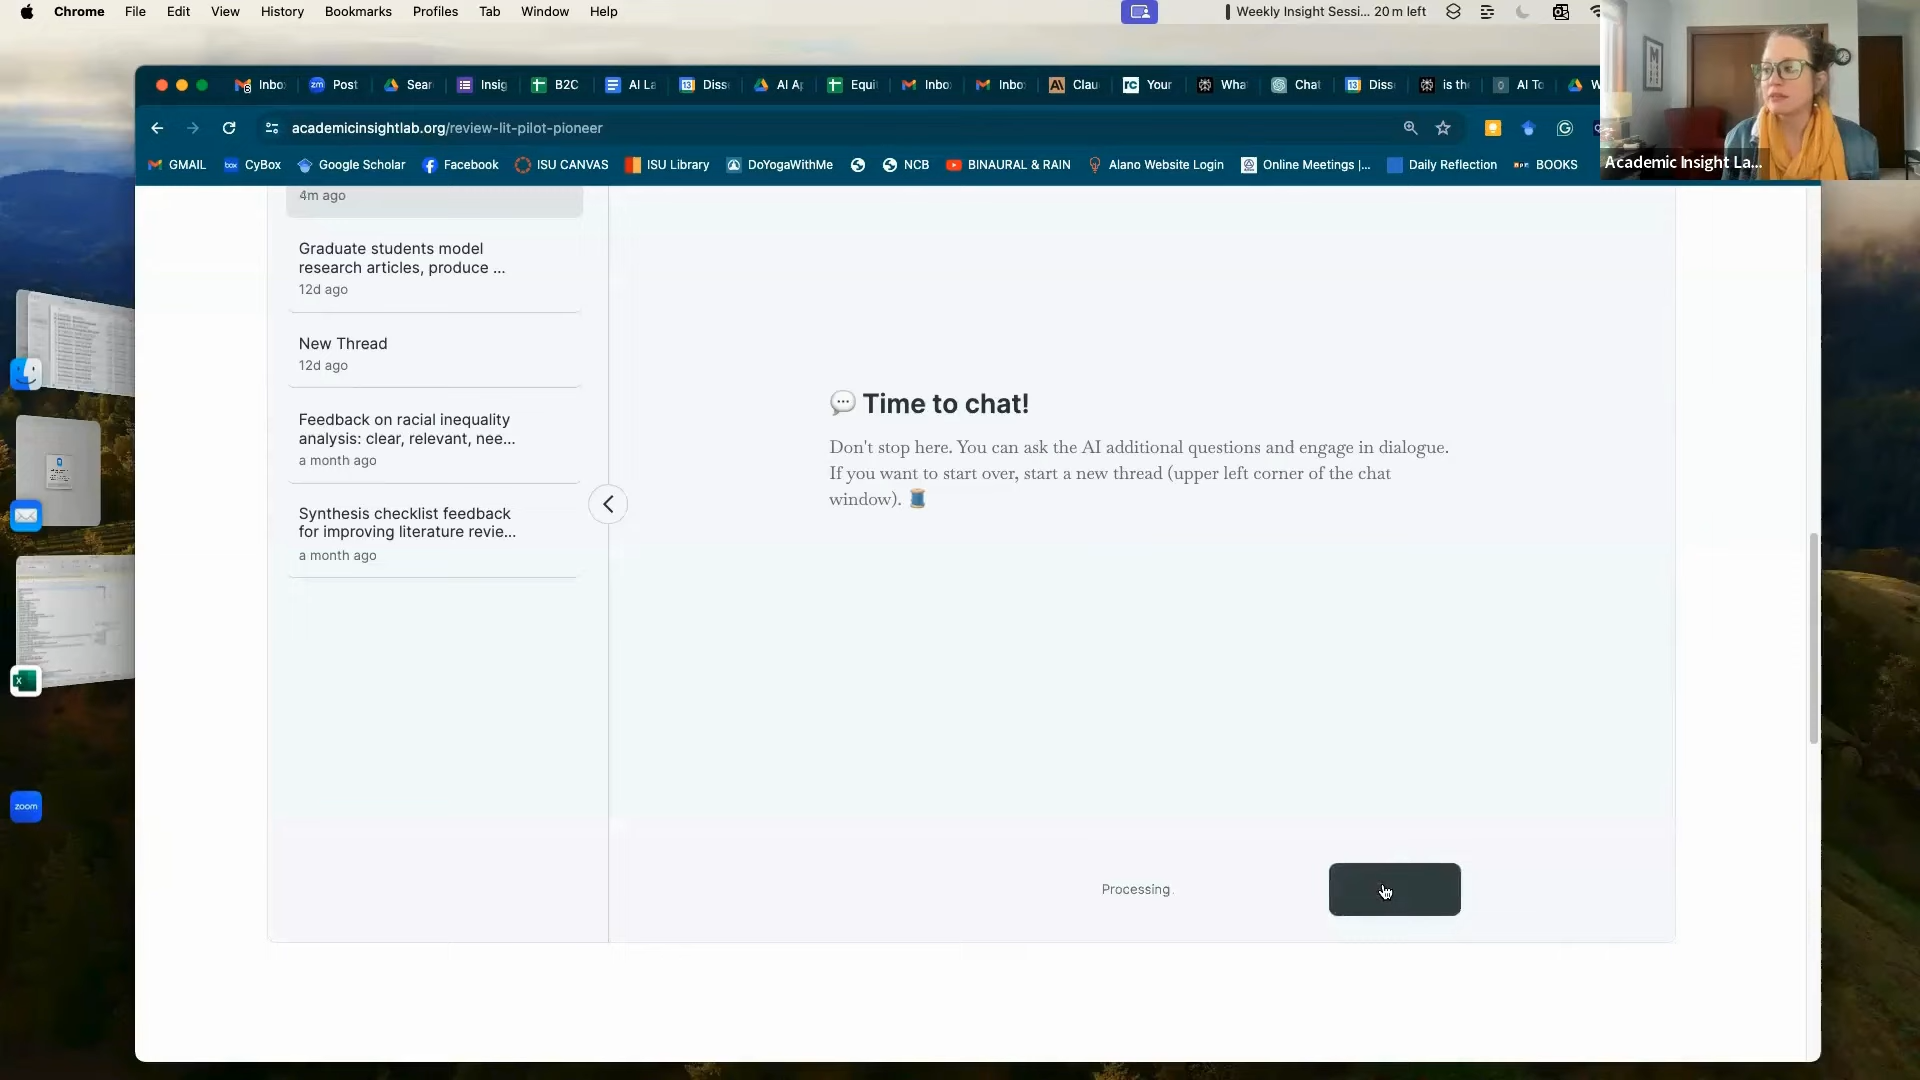 Chrome File Edit View History Bookmarks Profiles Tab Window Help
Weekly Insight Sessi... 20 m left
Inbo Post Sear Insig B2C AI La Diss AI Ap Equi Inbo Inbo Clau Your Wha Chat Diss is the AI To
academicinsightlab.org/review-lit-pilot-pioneer
GMAIL CyBox Google Scholar Facebook ISU CANVAS ISU Library DoYogaWithMe NCB BINAURAL & RAIN Alano Website Login Online Meetings |... Daily Reflection BOOKS
Academic Insight La...
4m ago
Graduate students model
research articles, produce ...
12d ago
New Thread
12d ago
Feedback on racial inequality
analysis: clear, relevant, nee...
a month ago
Synthesis checklist feedback
for improving literature revie...
a month ago
💬 Time to chat!
Don't stop here. You can ask the AI additional questions and engage in dialogue.
If you want to start over, start a new thread (upper left corner of the chat
window). 🧵
Processing
zoom